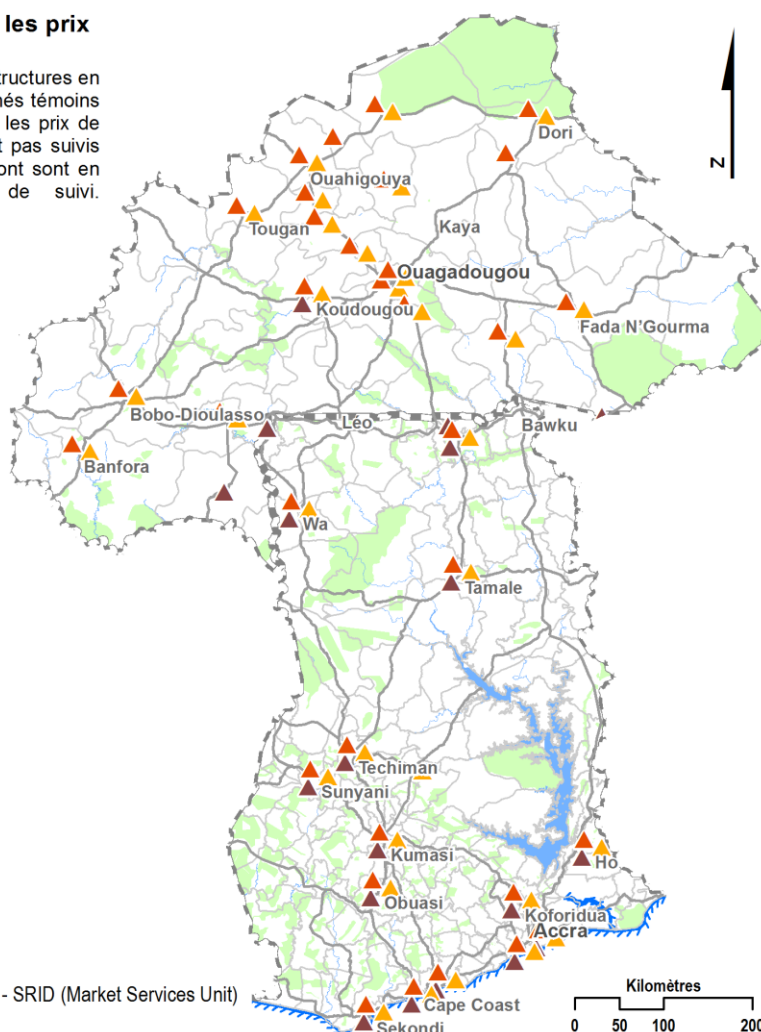 les prix
tructures en
nés témoins
les prix de
t pas suivis
ont sont en
de suivi.
N
Dori
Ouahigouya
Tougan
Kaya
Ouagadougou
Koudougou
Fada N'Gourma
Bobo-Dioulasso
Leo
Bawku
Banfora
Wa
Tamale
Techiman
Sunyani
Kumasi
Ho
Obuasi
Koforidua
Accra
- SRID (Market Services Unit)
Cape Coast
Sekondi
Kilomètres
0 50 100 200